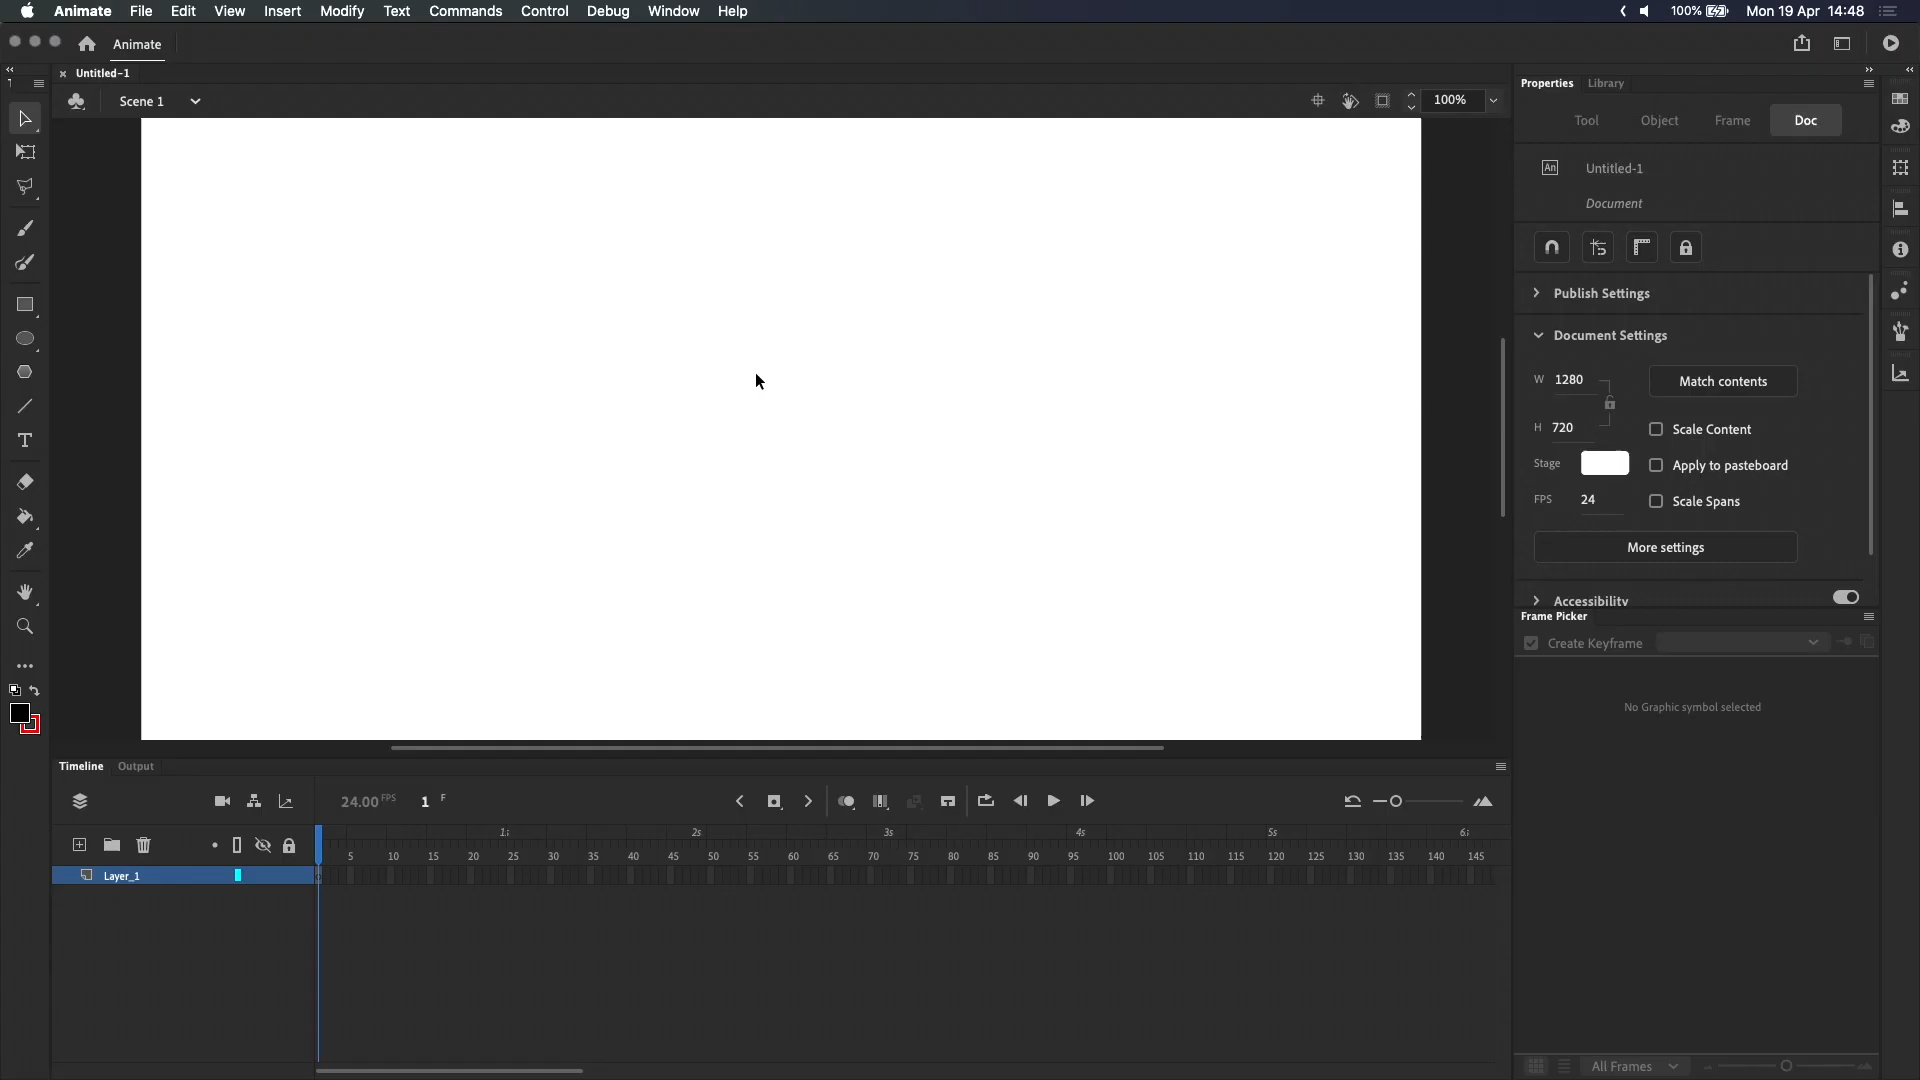 Animate File Edit View Insert Modify Text Commands Control Debug Window Help 100% Mon 19 Apr 14:48
Animate
Untitled-1
Scene 1 100%
Properties Library
Tool Object Frame Doc
An Untitled-1
Document
Publish Settings
Document Settings
W 1280 Match contents
H 720 Scale Content
Stage Apply to pasteboard
FPS 24 Scale Spans
More settings
Accessibility
Frame Picker
Create Keyframe
No Graphic symbol selected
Timeline Output
24.00 FPS 1 F
2s 3s 4s 5s
5 10 15 20 25 30 35 40 45 50 55 60 65 70 75 80 85 90 95 100 105 110 115 120 125 130 135 140 145
Layer_1
All Frames